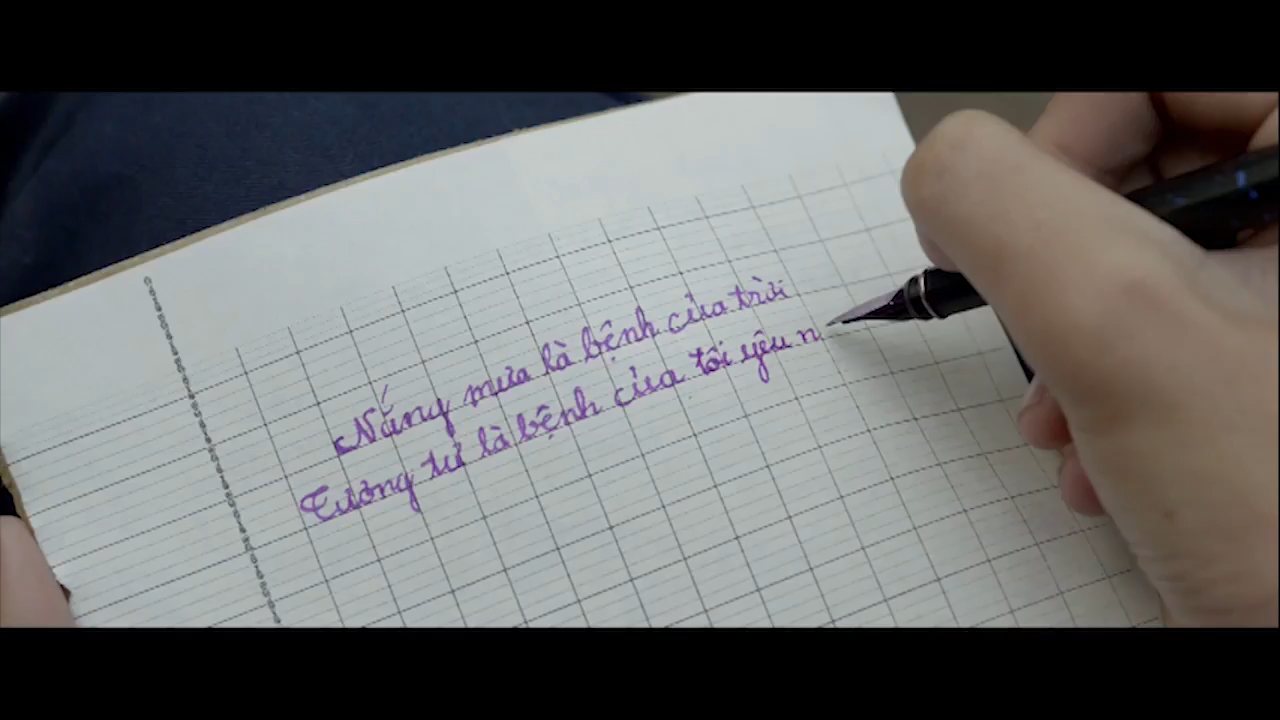 Nắng mưa là bệnh của trời
Tương tư là bệnh của tôi yêu n